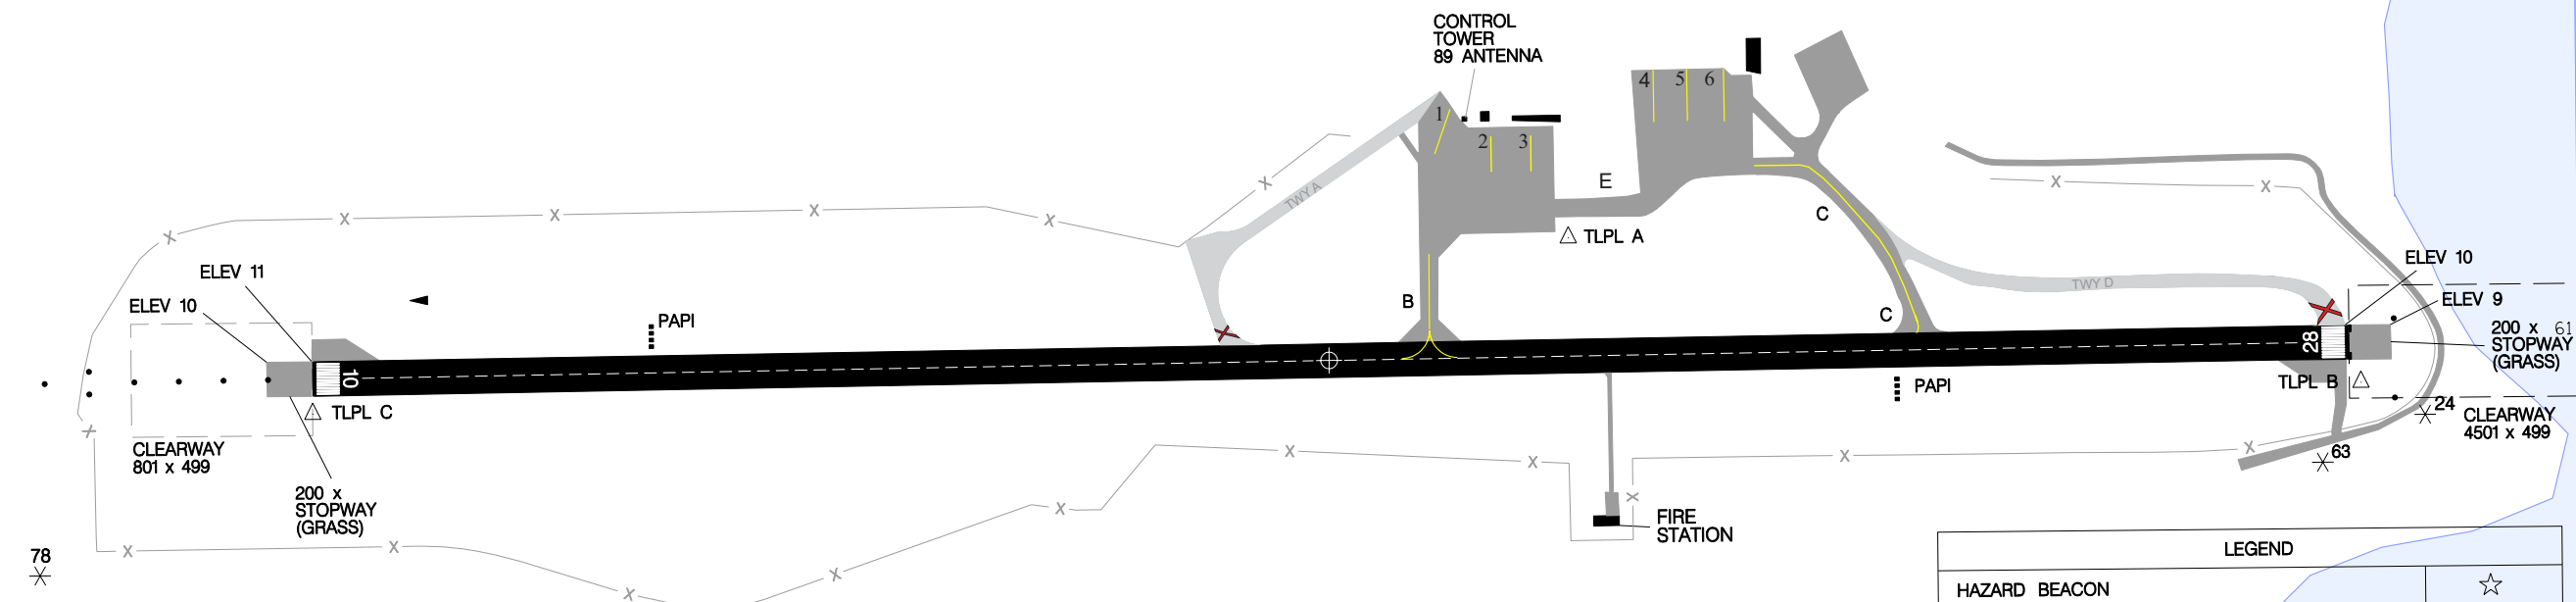 CONTROL
TOWER
89 ANTENNA
4 5 6
1
2 3
TWY A
E
C
TLPL A
ELEV 11
ELEV 10
B
C
PAPI
TWY D
ELEV 10
ELEV 9
200 x 61
STOPWAY
(GRASS)
10
28
PAPI
TLPL B
TLPL C
24
CLEARWAY
4501 x 499
CLEARWAY
801 x 499
63
200 x
STOPWAY
(GRASS)
FIRE
STATION
78
LEGEND
HAZARD BEACON
X X X X X X X X X X X X X X X X X X X X X